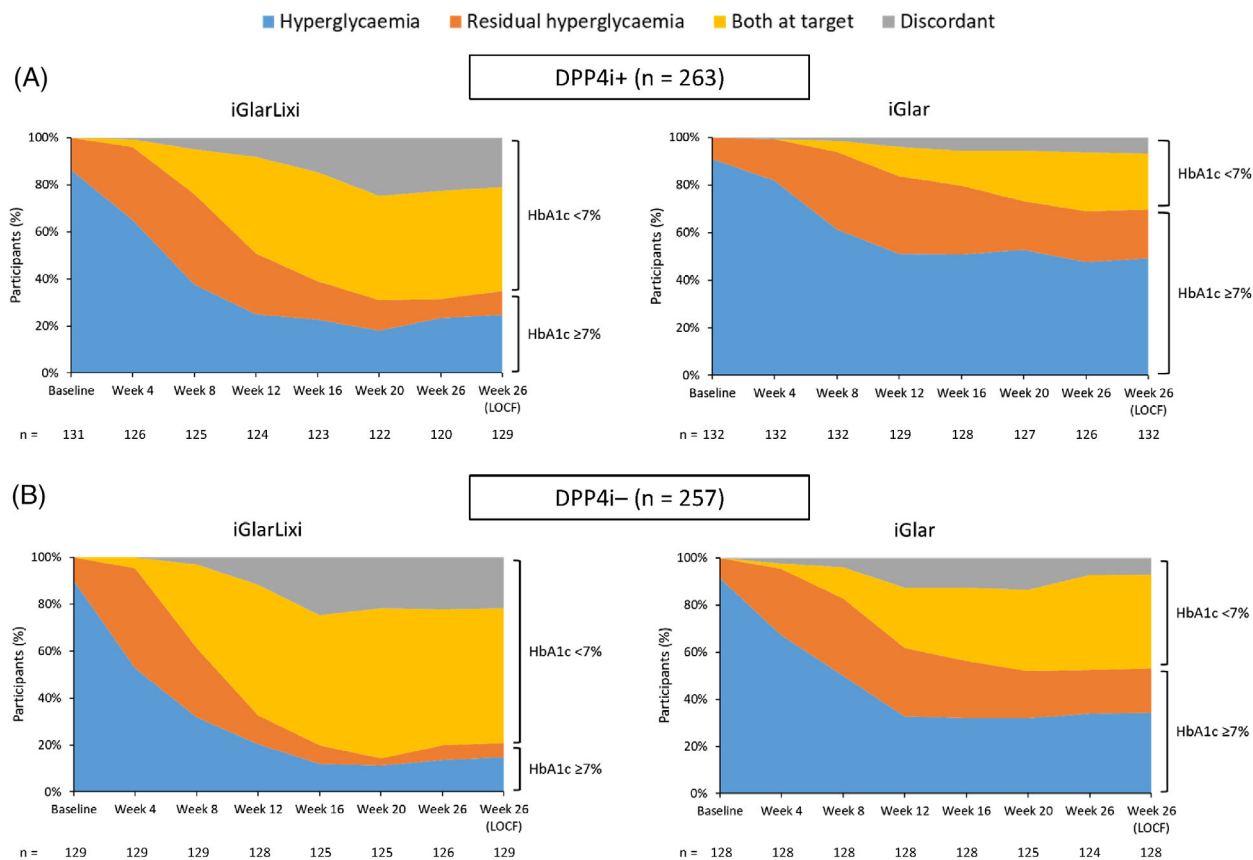 Hyperglycaemia Residual hyperglycaemia Both at target Discordant
(A)
DPP4i+ (n = 263)
iGlarLixi
iGlar
Participants (%)
100%
80%
60%
40%
20%
0%
HbA1c <7%
HbA1c ≥7%
Baseline Week 4 Week 8 Week 12 Week 16 Week 20 Week 26 Week 26
(LOCF)
n = 131 126 125 124 123 122 120 129
Participants (%)
100%
80%
60%
40%
20%
0%
HbA1c <7%
HbA1c ≥7%
Baseline Week 4 Week 8 Week 12 Week 16 Week 20 Week 26 Week 26
(LOCF)
n = 132 132 132 129 128 127 126 132
(B)
DPP4i– (n = 257)
iGlarLixi
iGlar
Participants (%)
100%
80%
60%
40%
20%
0%
HbA1c <7%
HbA1c ≥7%
Baseline Week 4 Week 8 Week 12 Week 16 Week 20 Week 26 Week 26
(LOCF)
n = 129 129 129 128 125 125 126 129
Participants (%)
100%
80%
60%
40%
20%
0%
HbA1c <7%
HbA1c ≥7%
Baseline Week 4 Week 8 Week 12 Week 16 Week 20 Week 26 Week 26
(LOCF)
n = 128 128 128 128 128 125 124 128